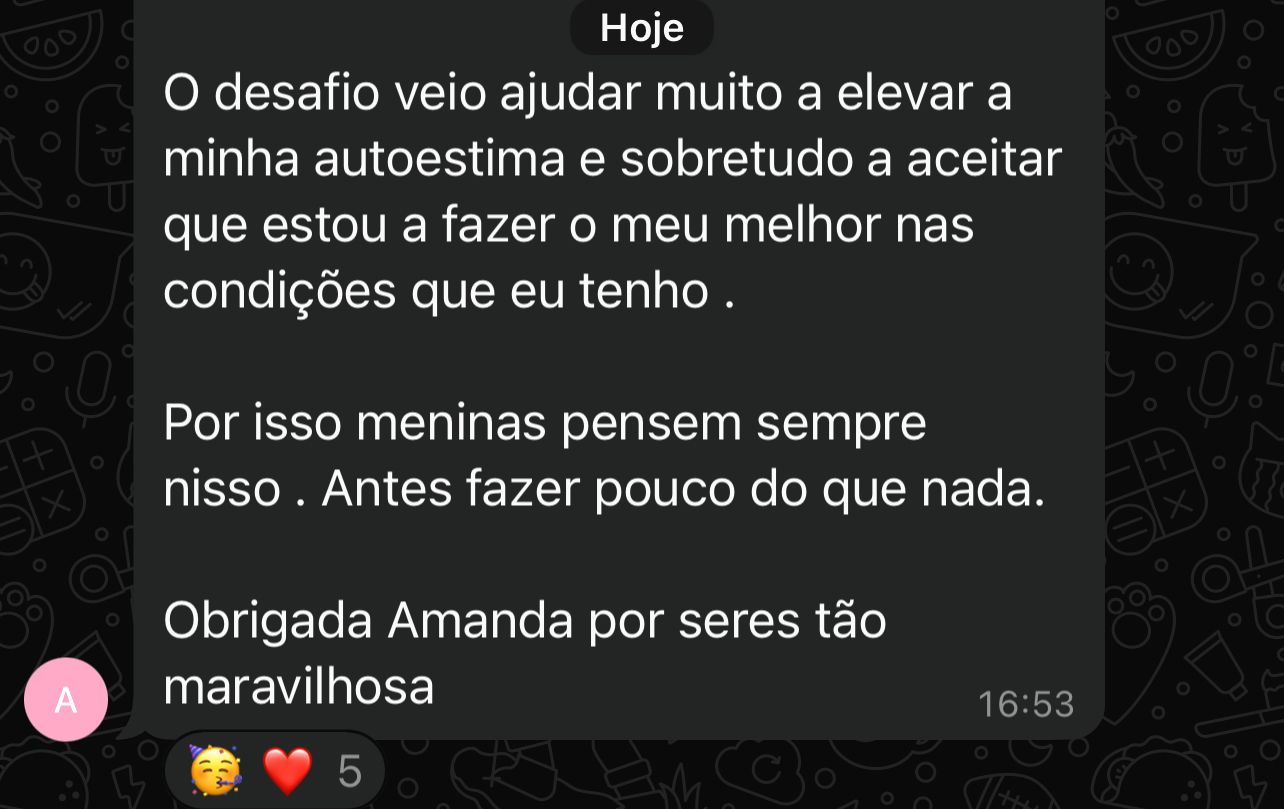 Hoje
O desafio veio ajudar muito a elevar a
minha autoestima e sobretudo a aceitar
que estou a fazer o meu melhor nas
condições que eu tenho .
Por isso meninas pensem sempre
nisso . Antes fazer pouco do que nada.
Obrigada Amanda por seres tão
maravilhosa
16:53
A
🥳 ❤️ 5